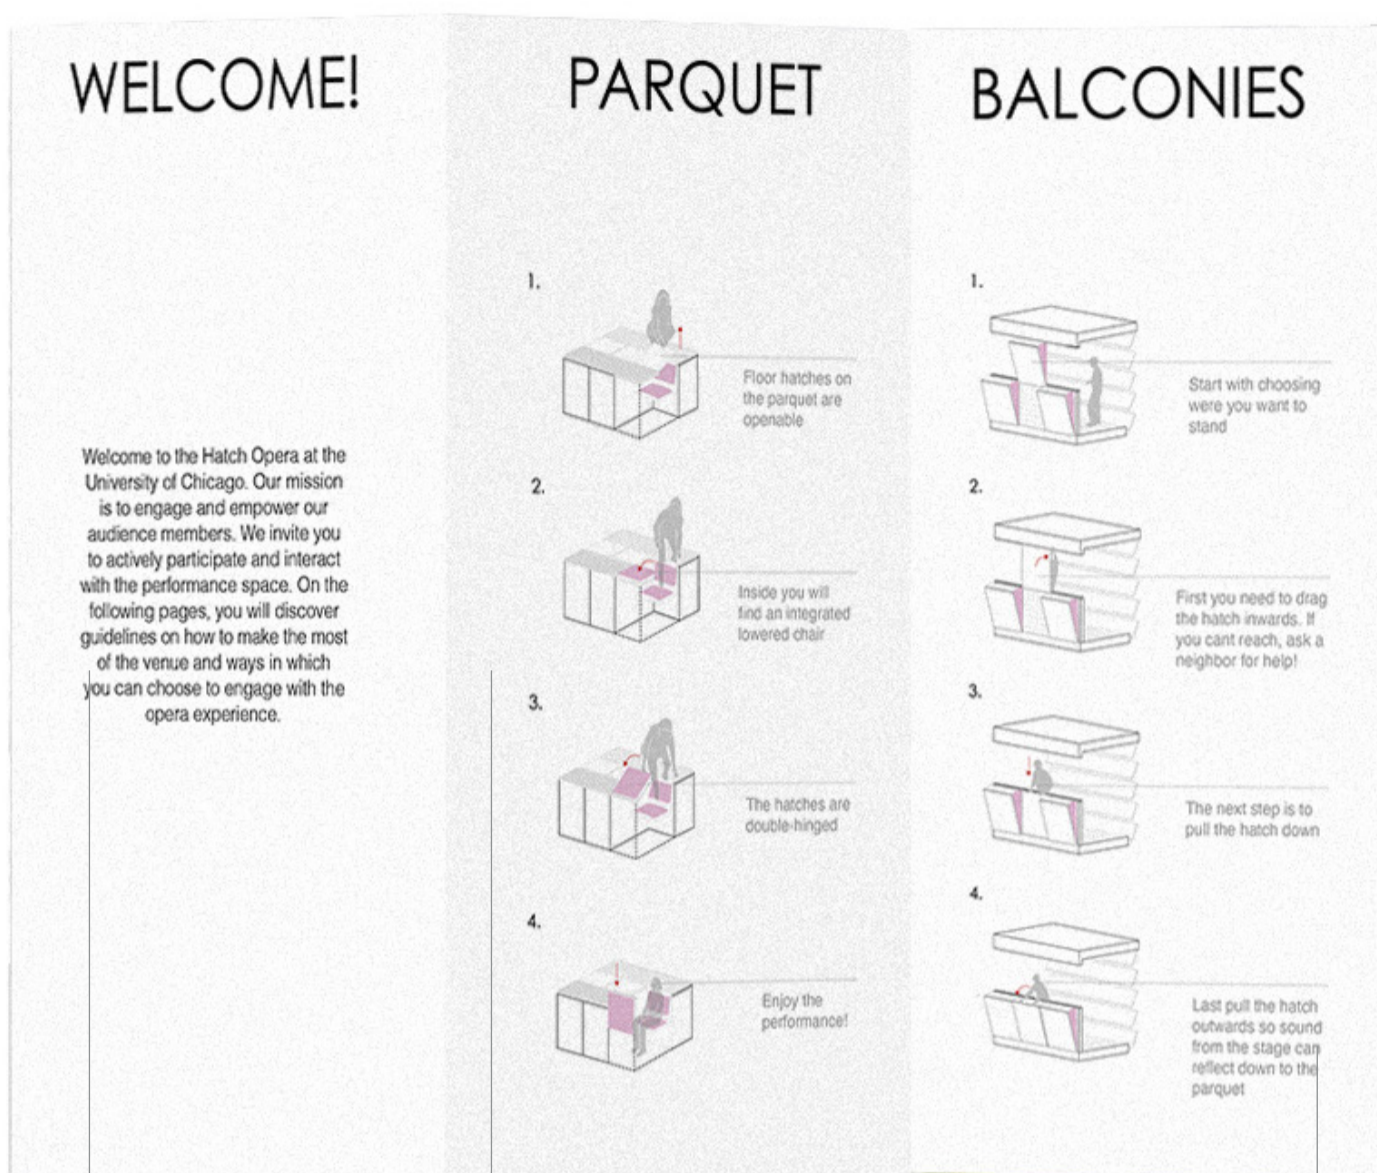 WELCOME!
Welcome to the Hatch Opera at the
University of Chicago. Our mission
is to engage and empower our
audience members. We invite you
to actively participate and interact
with the performance space. On the
following pages, you will discover
guidelines on how to make the most
of the venue and ways in which
you can choose to engage with the
opera experience.
PARQUET
1.
Floor hatches on
the parquet are
openable
2.
Inside you will
find an integrated
lowered chair
3.
The hatches are
double-hinged
4.
Enjoy the
performance!
BALCONIES
1.
Start with choosing
were you want to
stand
2.
First you need to drag
the hatch inwards. If
you cant reach, ask a
neighbor for help!
3.
The next step is to
pull the hatch down
4.
Last pull the hatch
outwards so sound
from the stage can
reflect down to the
parquet